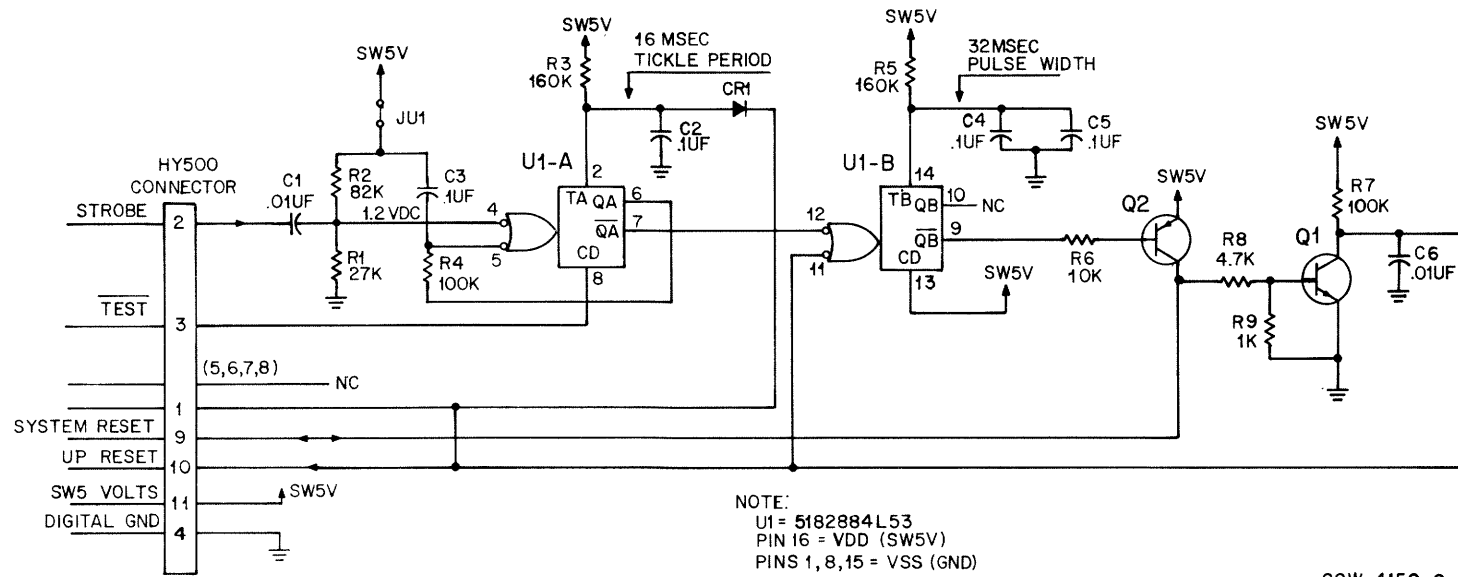 SW5V
JU1
HY500
CONNECTOR
STROBE
2
C1
.01UF
R2
82K
C3
.1UF
1.2 VDC
R1
27K
R4
100K
4
5
U1-A
SW5V
R3
160K
16 MSEC
TICKLE PERIOD
CR1
C2
.1UF
2
TA QA
QA
CD
6
7
8
TEST
3
(5,6,7,8)
NC
1
SYSTEM RESET
9
UP RESET
10
SW5 VOLTS
11
SW5V
DIGITAL GND
4
SW5V
R5
160K
32MSEC
PULSE WIDTH
C4
.1UF
C5
.1UF
U1-B
14
TB QB
QB
CD
10
NC
9
13
12
11
SW5V
R6
10K
Q2
SW5V
R8
4.7K
Q1
R9
1K
SW5V
R7
100K
C6
.01UF
NOTE:
U1 = 5182884L53
PIN 16 = VDD (SW5V)
PINS 1, 8, 15 = VSS (GND)